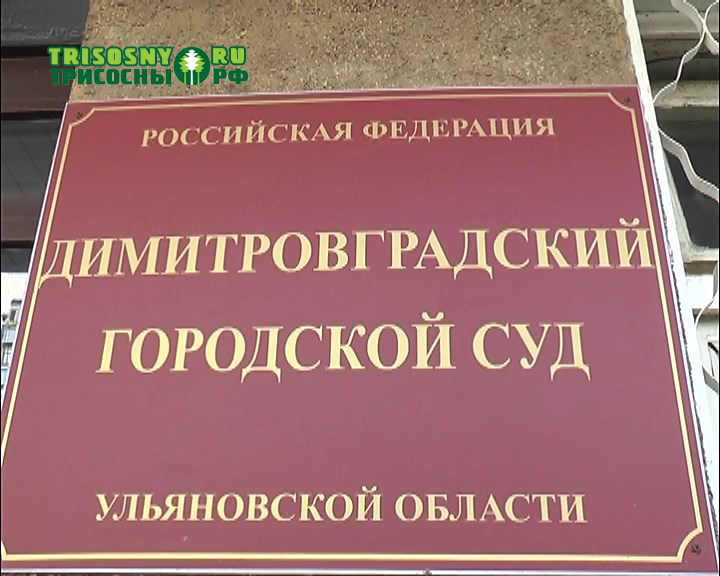 TRISOSNY.RU
ТРИСОСНЫ.РФ
РОССИЙСКАЯ ФЕДЕРАЦИЯ
ДИМИТРОВГРАДСКИЙ
ГОРОДСКОЙ СУД
УЛЬЯНОВСКОЙ ОБЛАСТИ